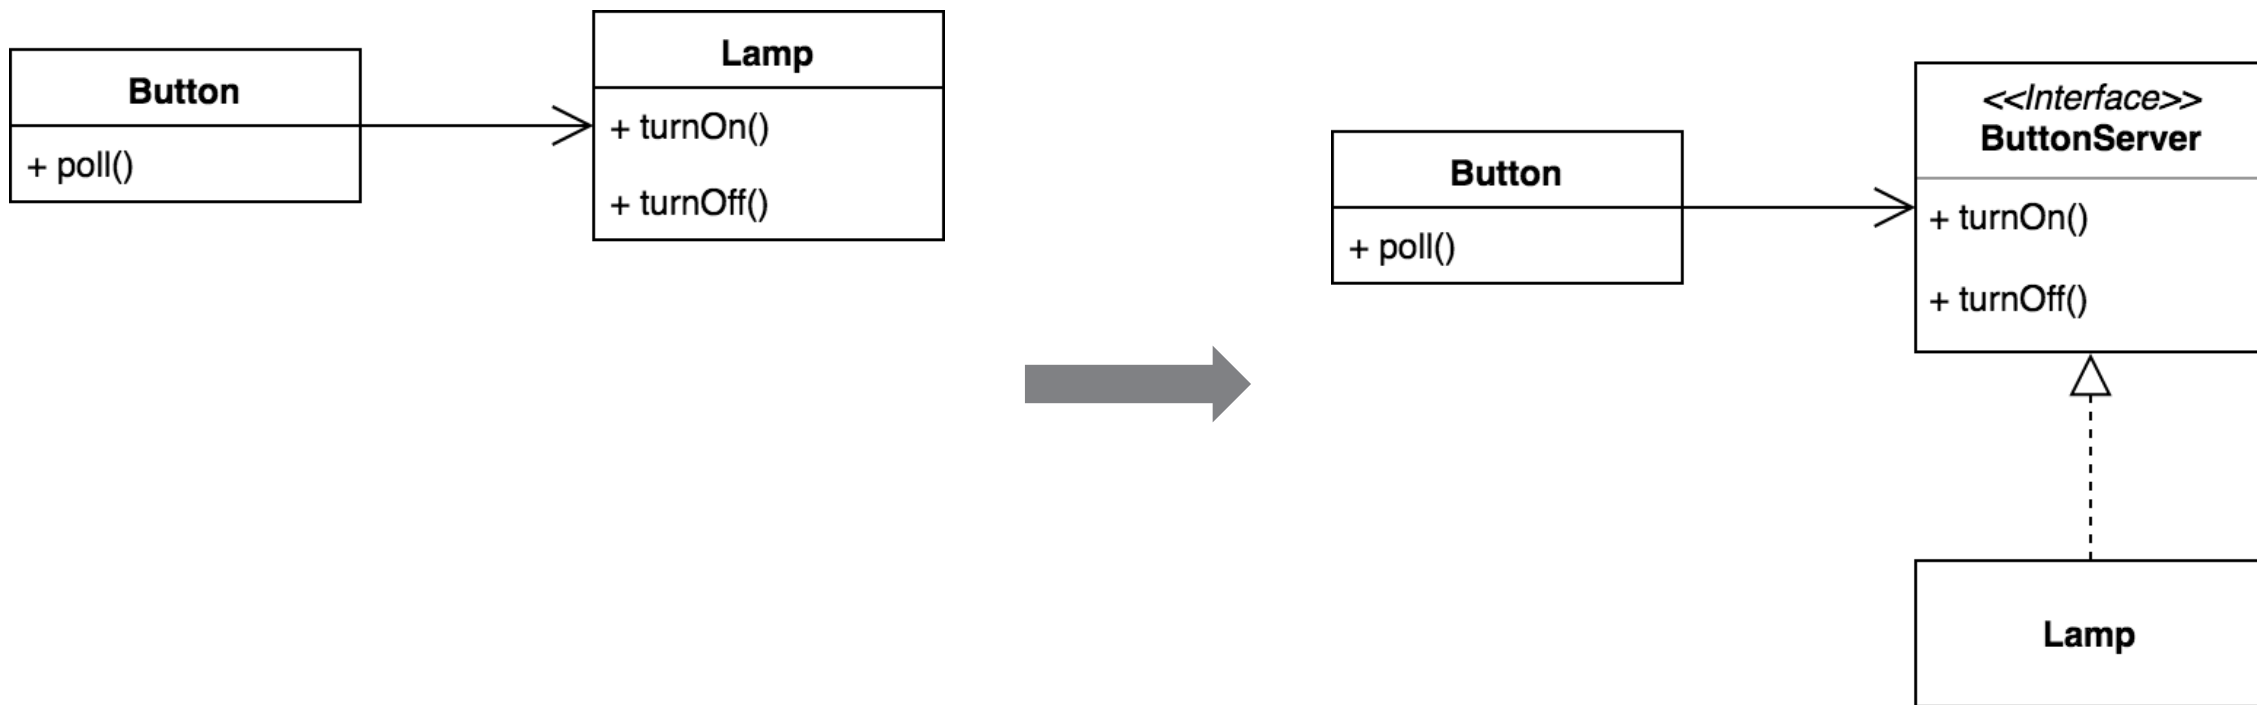 Button
+ poll()
Lamp
+ turnOn()
+ turnOff()
Button
+ poll()
<<Interface>>
ButtonServer
+ turnOn()
+ turnOff()
Lamp